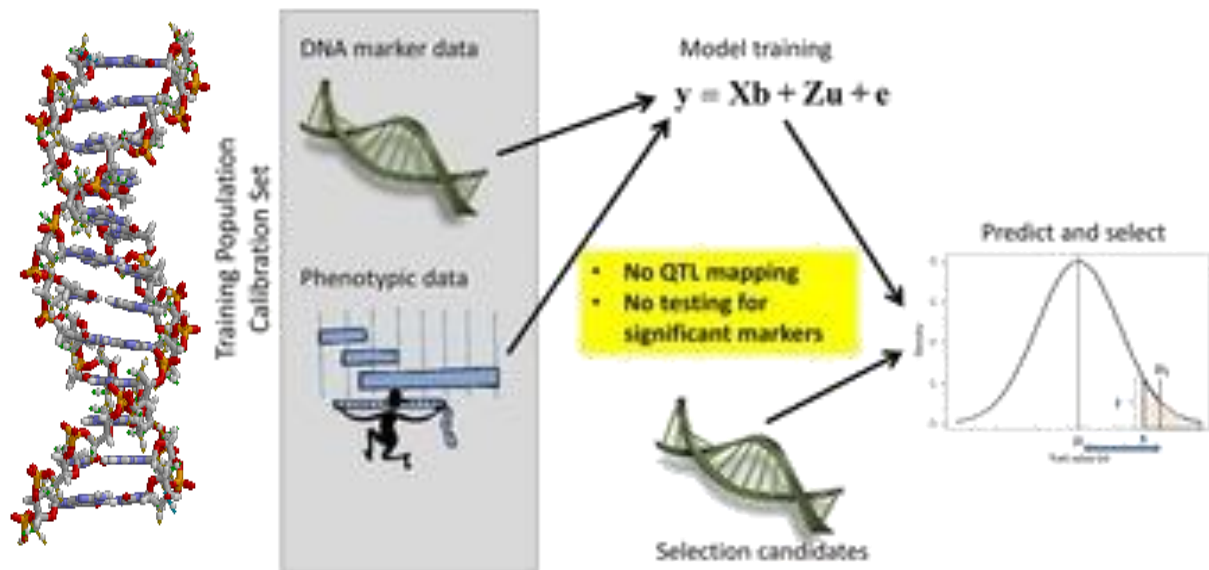 Training Population
Calibration Set
DNA marker data
Phenotypic data
Model training
y = Xb + Zu + e
• No QTL mapping
• No testing for
significant markers
Selection candidates
Predict and select